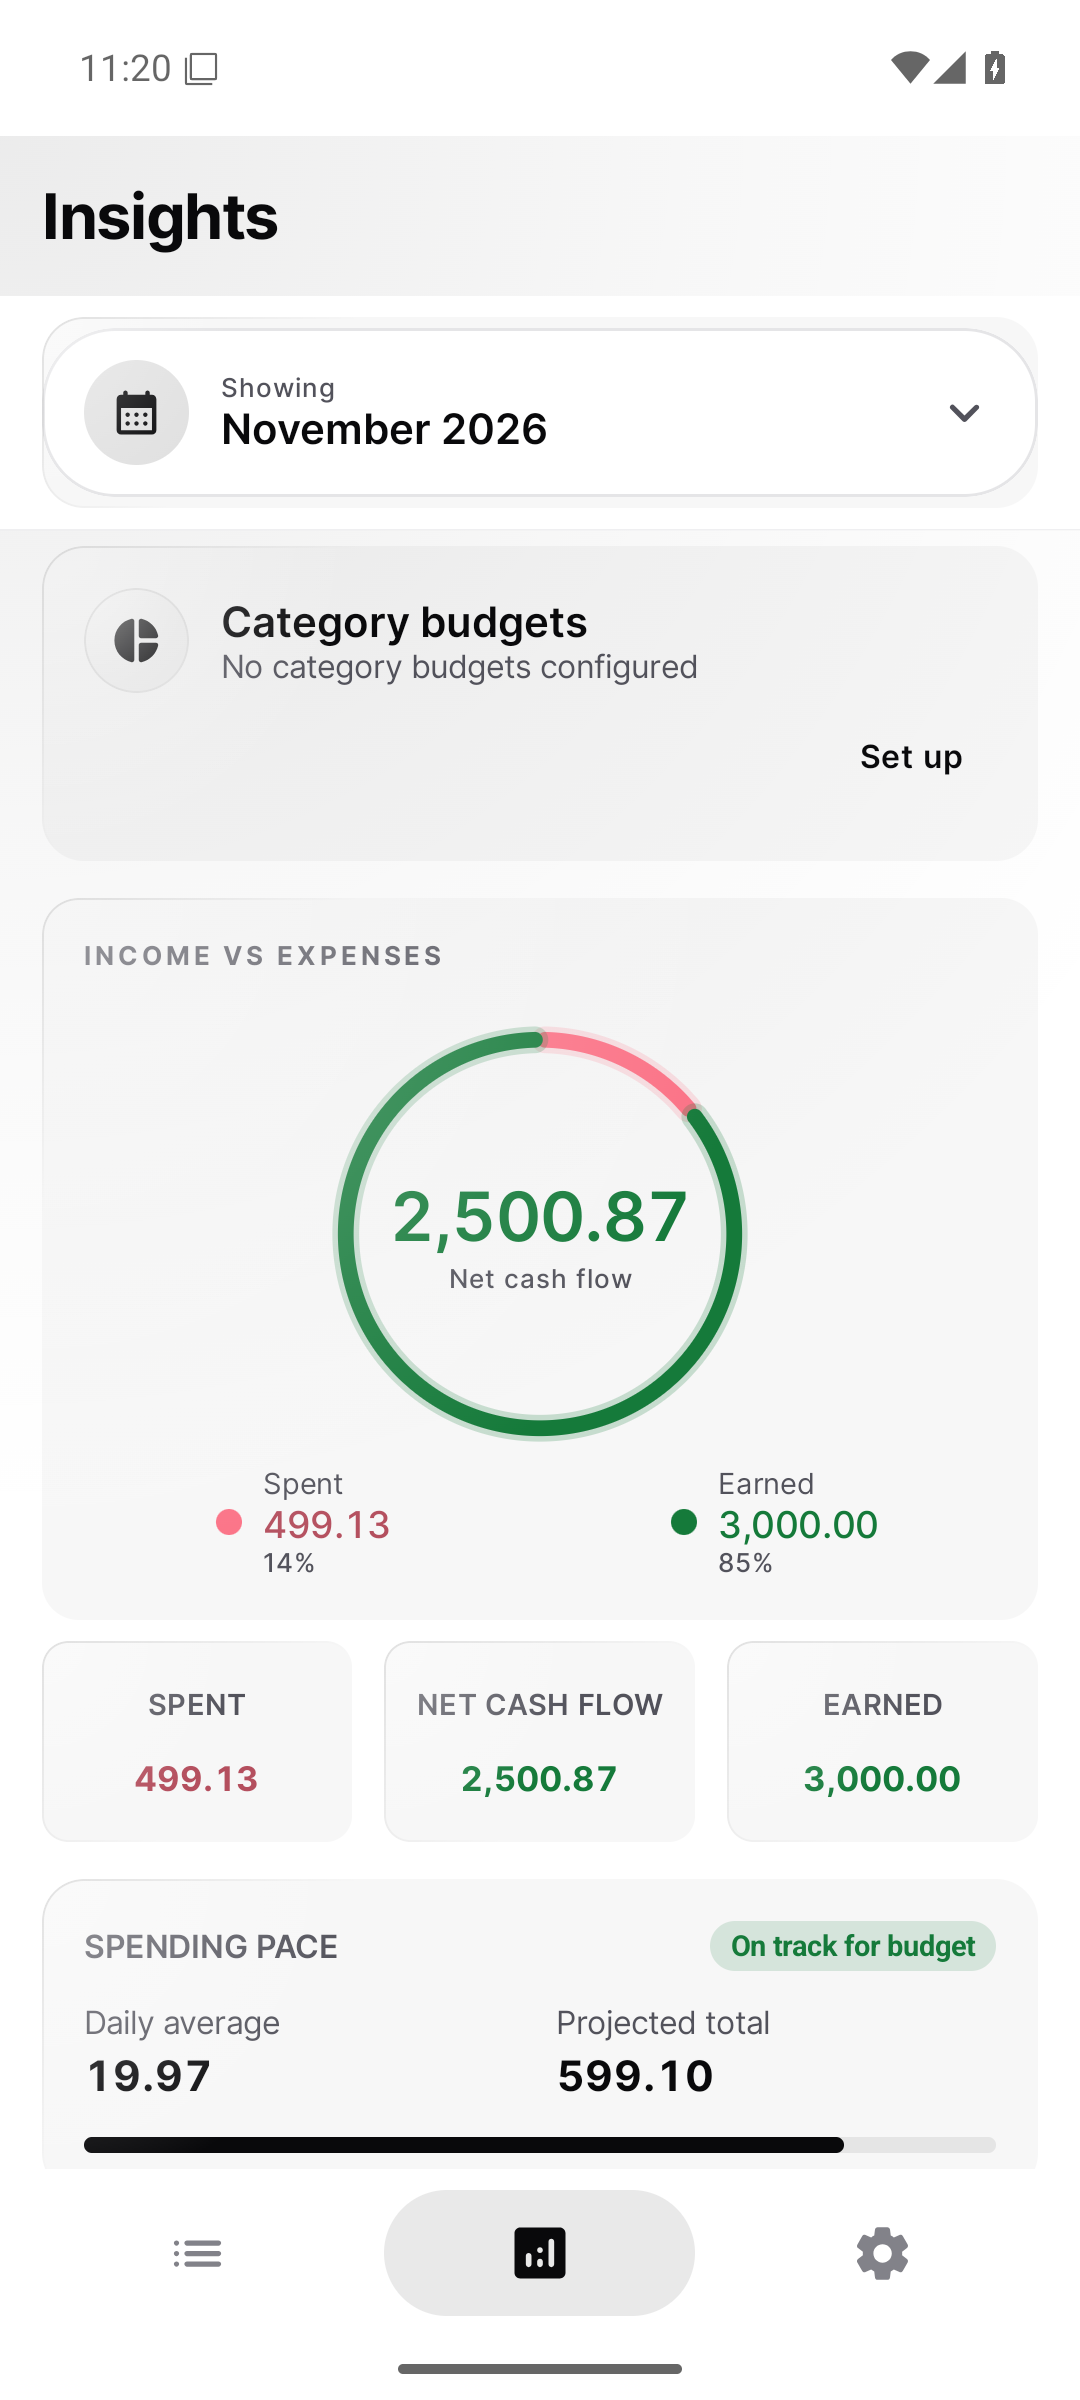 11:20
Insights
Showing
November 2026
Category budgets
No category budgets configured
Set up
INCOME VS EXPENSES
2,500.87
Net cash flow
Spent
499.13
14%
Earned
3,000.00
85%
SPENT
499.13
NET CASH FLOW
2,500.87
EARNED
3,000.00
SPENDING PACE
On track for budget
Daily average
19.97
Projected total
599.10